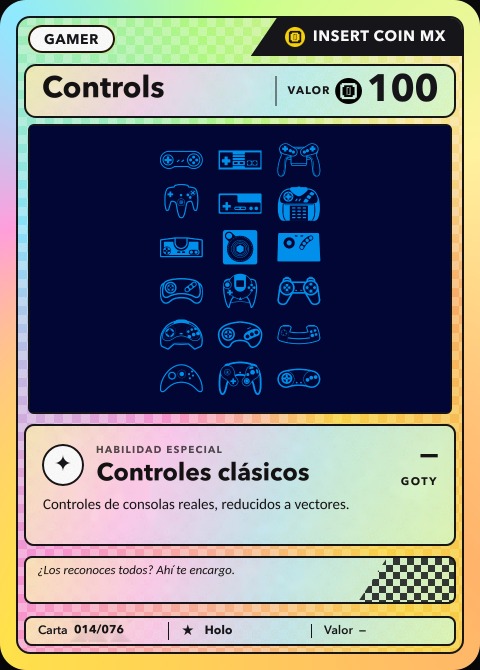 GAMER
INSERT COIN MX
Controls
VALOR 100
HABILIDAD ESPECIAL
Controles clásicos
–
GOTY
Controles de consolas reales, reducidos a vectores.
¿Los reconoces todos? Ahí te encargo.
Carta 014/076 ★ Holo Valor –